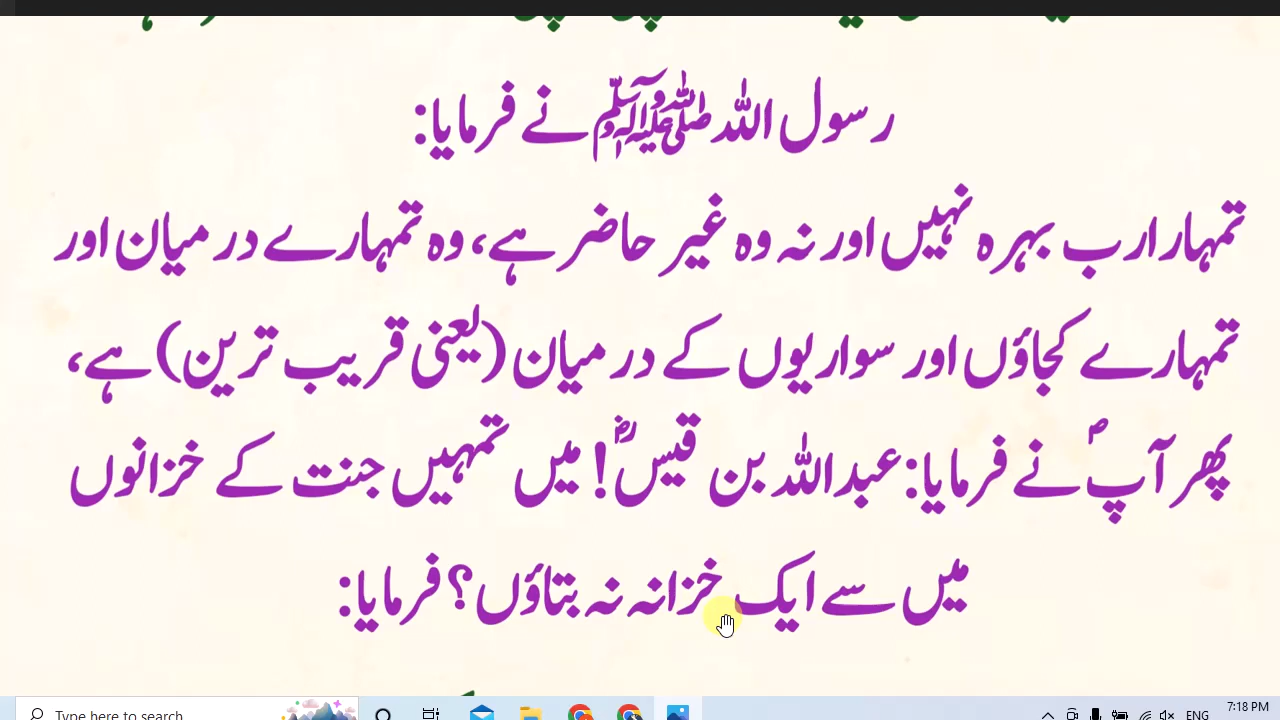 رسول اللہ ﷺ نے فرمایا:
تمہارا رب بہرہ نہیں اور نہ وہ غیر حاضر ہے، وہ تمہارے درمیان اور
تمہارے کجاؤں اور سواریوں کے درمیان (یعنی قریب ترین) ہے،
پھر آپؐ نے فرمایا: عبداللہ بن قیسؓ! میں تمہیں جنت کے خزانوں
میں سے ایک خزانہ نہ بتاؤں؟ فرمایا:
Type here to search
7:18 PM